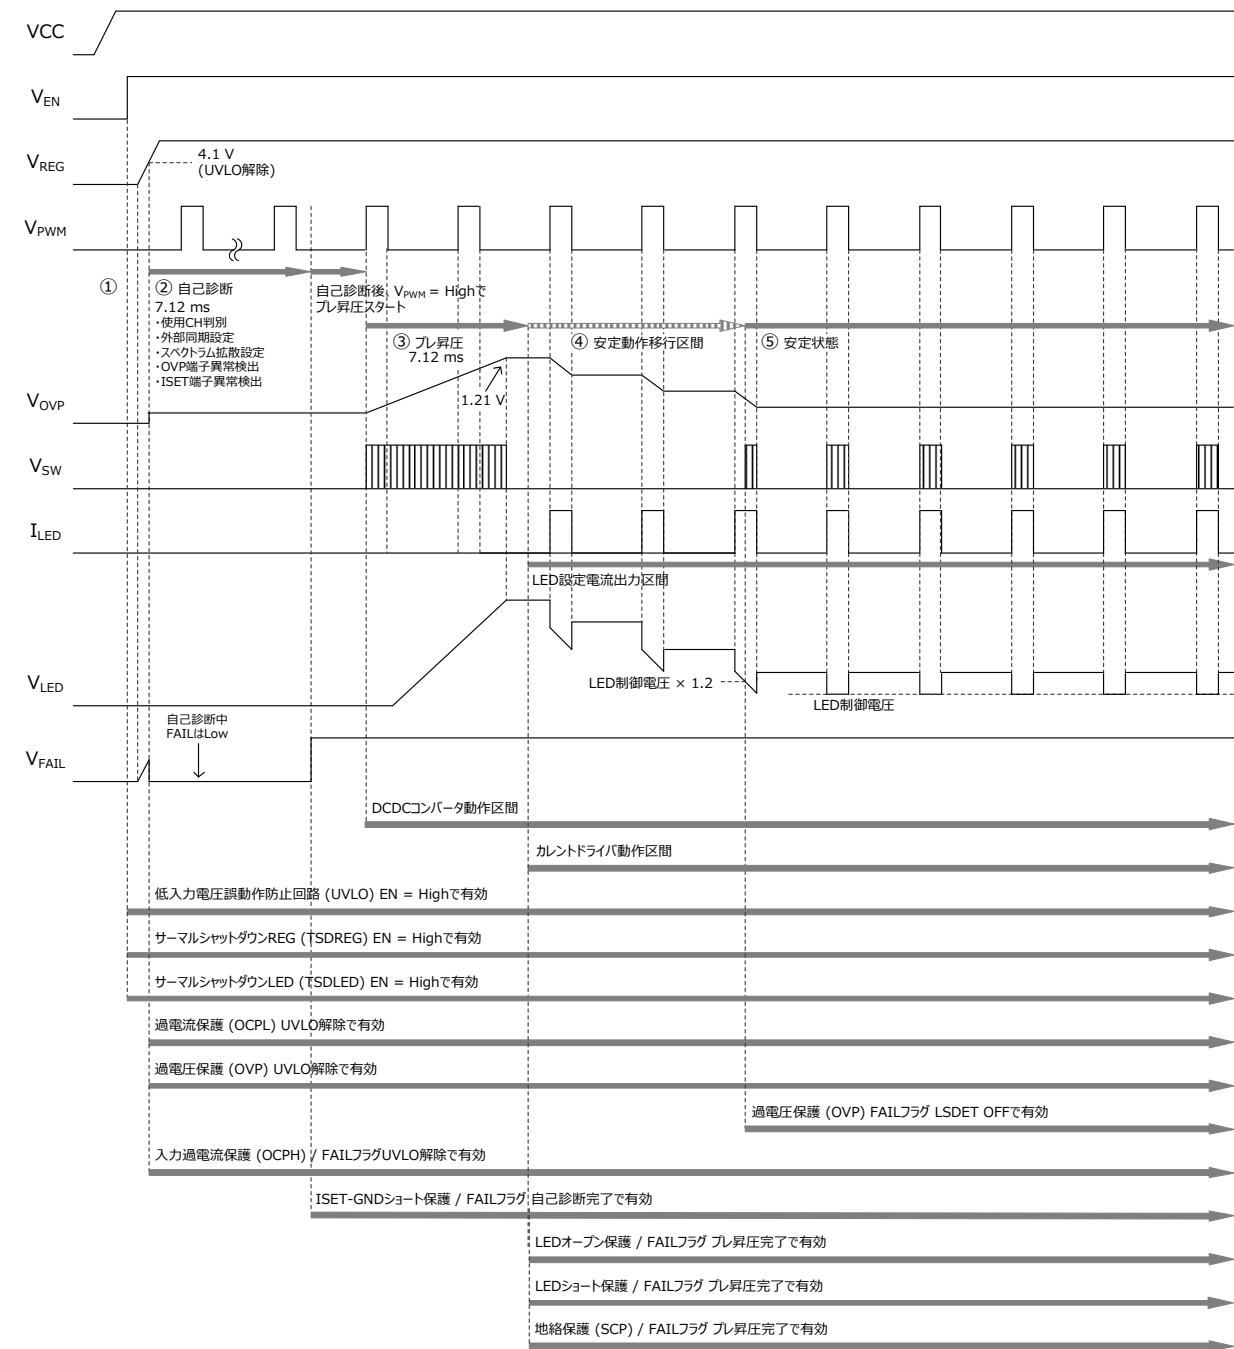 VCC
VEN
VREG
4.1 V
(UVLO解除)
VPWM
①
② 自己診断
7.12 ms
・使用CH判別
・外部同期設定
・スペクトラム拡散設定
・OVP端子異常検出
・ISET端子異常検出
自己診断後、VPWM = Highで
プレ昇圧スタート
③ プレ昇圧
7.12 ms
④ 安定動作移行区間
⑤ 安定状態
VOVP
1.21 V
VSW
ILED
LED設定電流出力区間
VLED
LED制御電圧 × 1.2
LED制御電圧
自己診断中
FAILはLow
VFAIL
DCDCコンバータ動作区間
カレントドライバ動作区間
低入力電圧誤動作防止回路 (UVLO) EN = Highで有効
サーマルシャットダウンREG (TSDREG) EN = Highで有効
サーマルシャットダウンLED (TSDLED) EN = Highで有効
過電流保護 (OCPL) UVLO解除で有効
過電圧保護 (OVP) UVLO解除で有効
過電圧保護 (OVP) FAILフラグ LSDET OFFで有効
入力過電流保護 (OCPH) / FAILフラグUVLO解除で有効
ISET-GNDショート保護 / FAILフラグ 自己診断完了で有効
LEDオープン保護 / FAILフラグ プレ昇圧完了で有効
LEDショート保護 / FAILフラグ プレ昇圧完了で有効
地絡保護 (SCP) / FAILフラグ プレ昇圧完了で有効